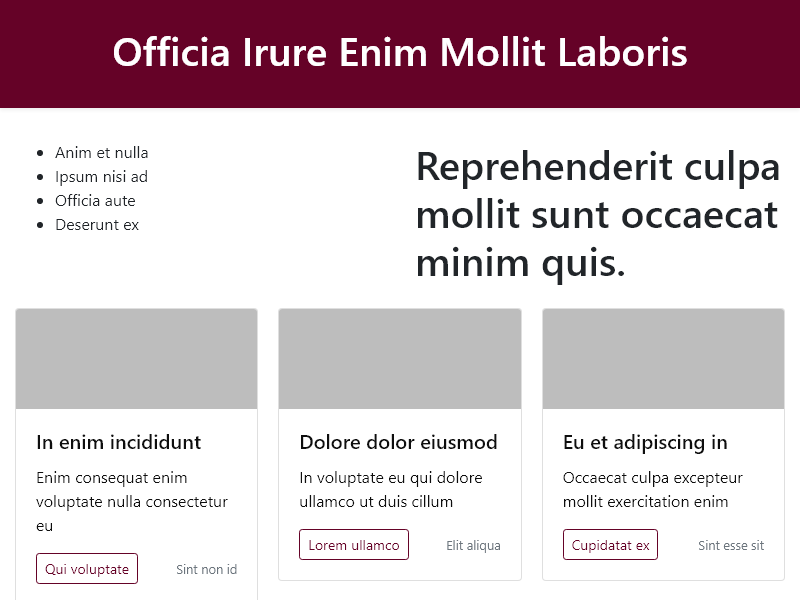 Officia Irure Enim Mollit Laboris
Anim et nulla
Ipsum nisi ad
Officia aute
Deserunt ex
Reprehenderit culpa
mollit sunt occaecat
minim quis.
In enim incididunt
Enim consequat enim
voluptate nulla consectetur
eu
Qui voluptate
Sint non id
Dolore dolor eiusmod
In voluptate eu qui dolore
ullamco ut duis cillum
Lorem ullamco
Elit aliqua
Eu et adipiscing in
Occaecat culpa excepteur
mollit exercitation enim
Cupidatat ex
Sint esse sit